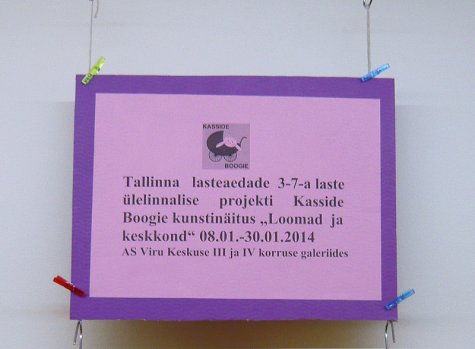 KASSIDE
BOOGIE
Tallinna lasteaedade 3-7-a laste
ülelinnalise projekti Kasside
Boogie kunstinäitus „Loomad ja
keskkond“ 08.01.-30.01.2014
AS Viru Keskuse III ja IV korruse galeriides